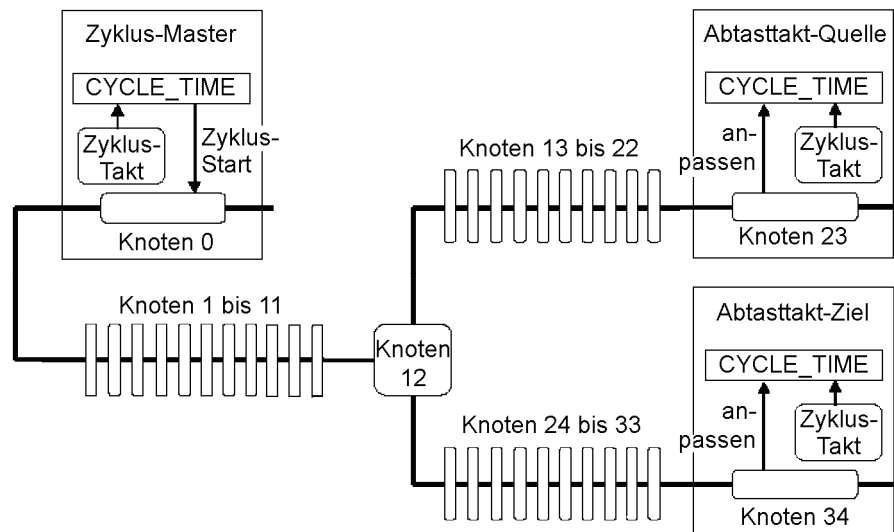 Zyklus-Master
CYCLE_TIME
Zyklus-
Takt
Zyklus-
Start
Knoten 0
Knoten 1 bis 11
Knoten
12
Knoten 13 bis 22
Abtasttakt-Quelle
CYCLE_TIME
an-
passen
Zyklus-
Takt
Knoten 23
Knoten 24 bis 33
Abtasttakt-Ziel
CYCLE_TIME
an-
passen
Zyklus-
Takt
Knoten 34